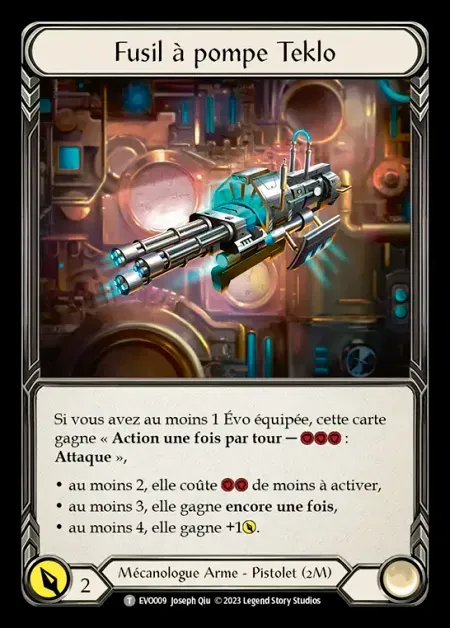 Fusil à pompe Teklo
Si vous avez au moins 1 Évo équipée, cette carte
gagne « Action une fois par tour — :
Attaque »,
• au moins 2, elle coûte de moins à activer,
• au moins 3, elle gagne encore une fois,
• au moins 4, elle gagne +1.
2
Mécanologue Arme - Pistolet (2M)
T EVO009 Joseph Qiu © 2023 Legend Story Studios